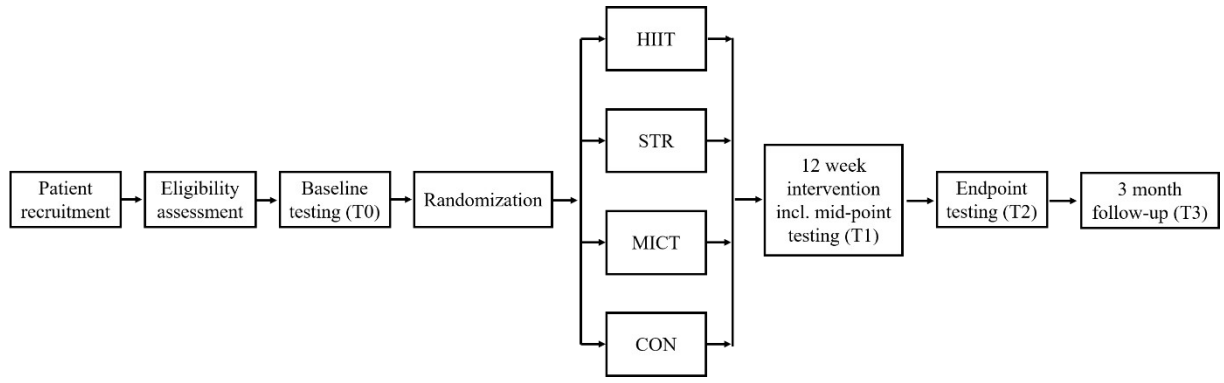 Patient
recruitment
Eligibility
assessment
Baseline
testing (T0)
Randomization
HIIT
STR
MICT
CON
12 week
intervention
incl. mid-point
testing (T1)
Endpoint
testing (T2)
3 month
follow-up (T3)